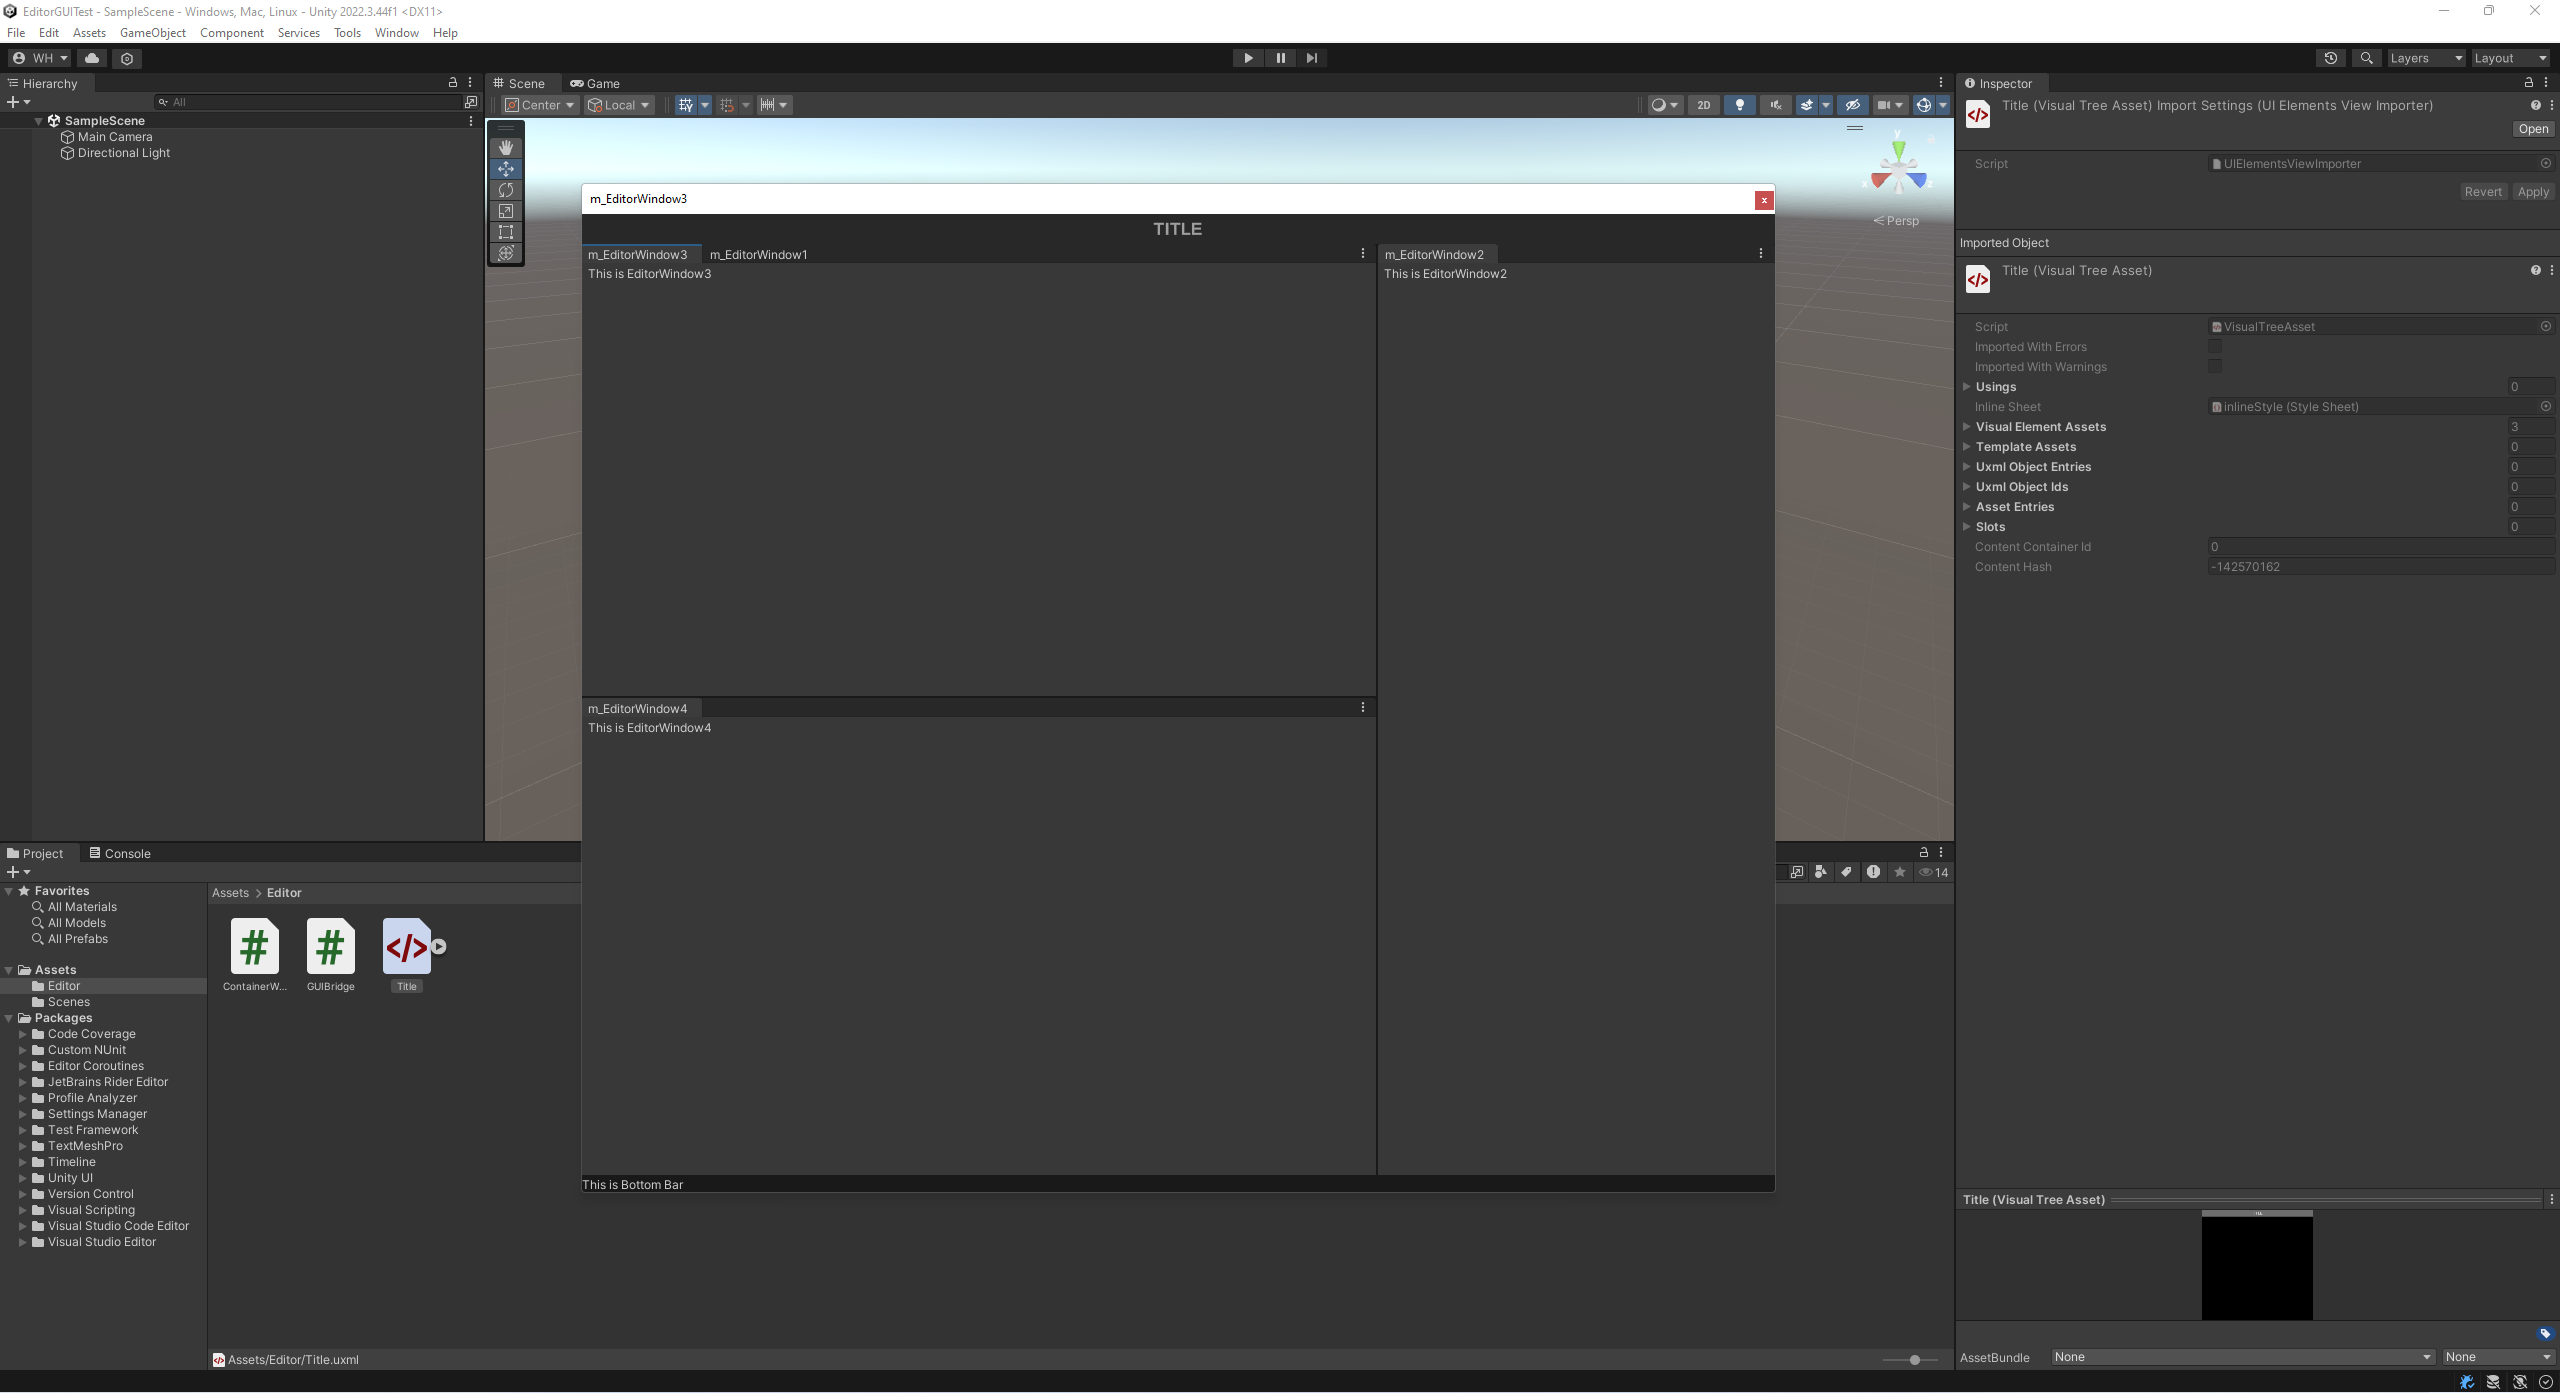 EditorGUITest - SampleScene - Windows, Mac, Linux - Unity 2022.3.44f1 <DX11>
File Edit Assets GameObject Component Services Tools Window Help
WH Layers Layout
Hierarchy
All
SampleScene
Main Camera
Directional Light
Scene Game
Center Local 2D
y
x z
Persp
m_EditorWindow3 x
TITLE
m_EditorWindow3 m_EditorWindow1
This is EditorWindow3
m_EditorWindow2
This is EditorWindow2
m_EditorWindow4
This is EditorWindow4
This is Bottom Bar
Inspector
Title (Visual Tree Asset) Import Settings (UI Elements View Importer)
Open
Script UIElementsViewImporter
Revert Apply
Imported Object
Title (Visual Tree Asset)
Script VisualTreeAsset
Imported With Errors
Imported With Warnings
Usings 0
Inline Sheet inlineStyle (Style Sheet)
Visual Element Assets 3
Template Assets 0
Uxml Object Entries 0
Uxml Object Ids 0
Asset Entries 0
Slots 0
Content Container Id 0
Content Hash -142570162
Project Console
14
Favorites
All Materials
All Models
All Prefabs
Assets
Editor
Scenes
Packages
Code Coverage
Custom NUnit
Editor Coroutines
JetBrains Rider Editor
Profile Analyzer
Settings Manager
Test Framework
TextMeshPro
Timeline
Unity UI
Version Control
Visual Scripting
Visual Studio Code Editor
Visual Studio Editor
Assets > Editor
ContainerW... GUIBridge Title
Assets/Editor/Title.uxml
Title (Visual Tree Asset)
AssetBundle None None